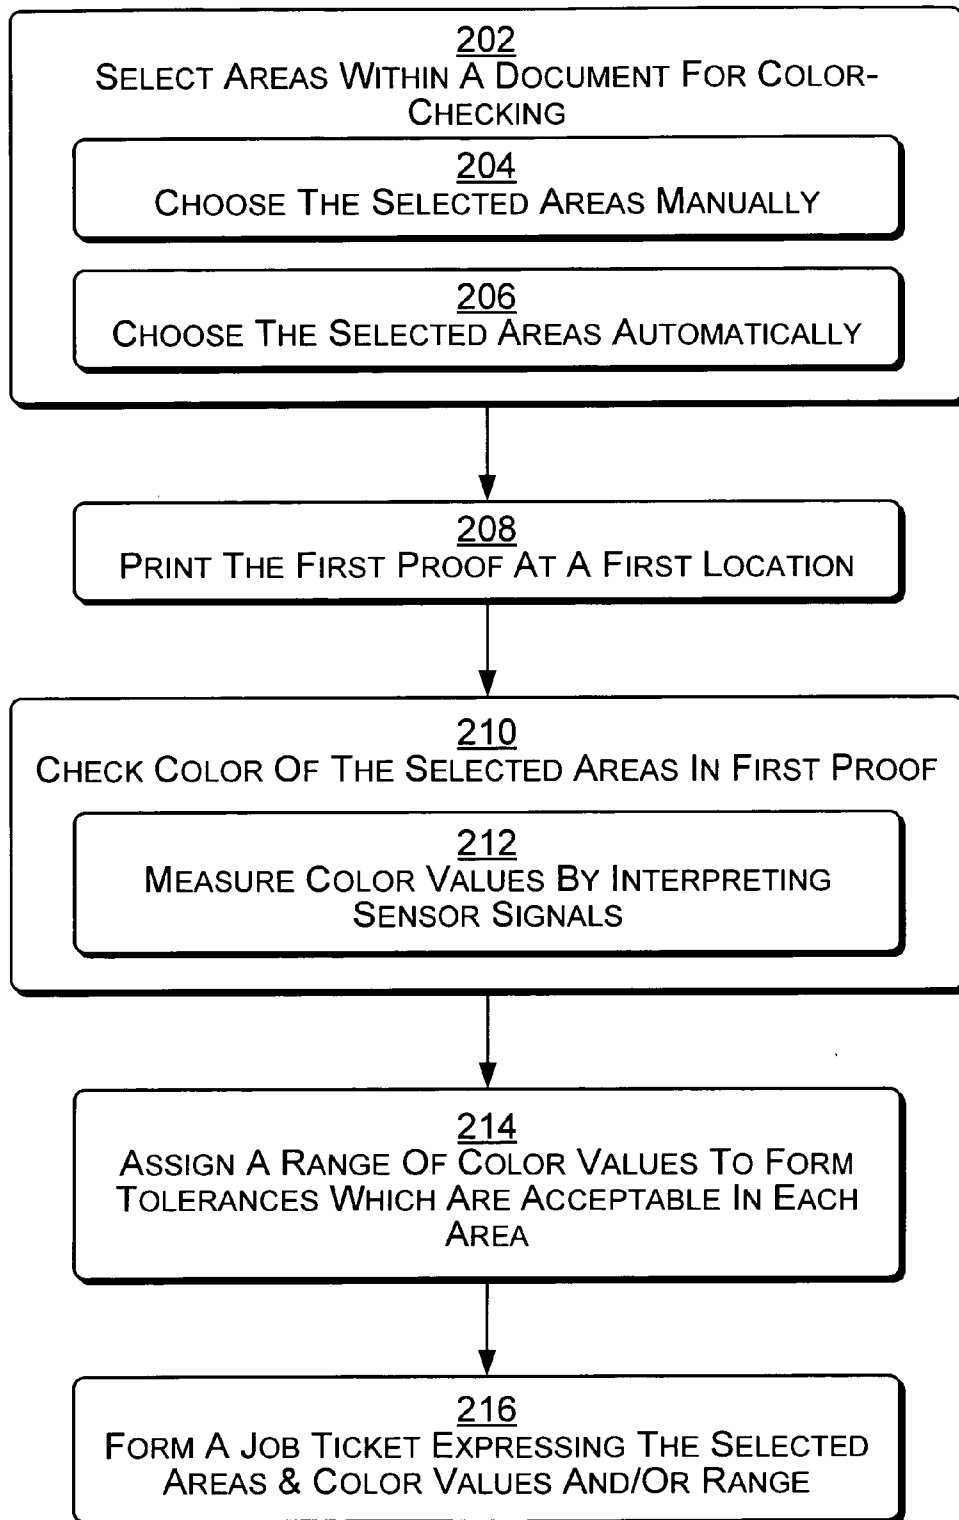 202
SELECT AREAS WITHIN A DOCUMENT FOR COLOR-
CHECKING
204
CHOOSE THE SELECTED AREAS MANUALLY
206
CHOOSE THE SELECTED AREAS AUTOMATICALLY
208
PRINT THE FIRST PROOF AT A FIRST LOCATION
210
CHECK COLOR OF THE SELECTED AREAS IN FIRST PROOF
212
MEASURE COLOR VALUES BY INTERPRETING
SENSOR SIGNALS
214
ASSIGN A RANGE OF COLOR VALUES TO FORM
TOLERANCES WHICH ARE ACCEPTABLE IN EACH
AREA
216
FORM A JOB TICKET EXPRESSING THE SELECTED
AREAS & COLOR VALUES AND/OR RANGE